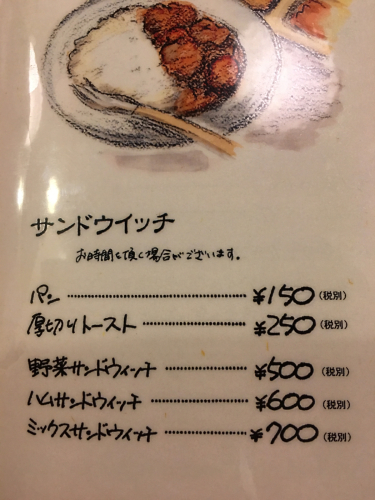 サンドウイッチ
お時間を頂く場合がございます。
パン ¥150 (税別)
厚切りトースト ¥250 (税別)
野菜サンドウィッチ ¥500 (税別)
ハムサンドウィッチ ¥600 (税別)
ミックスサンドウィッチ ¥700 (税別)